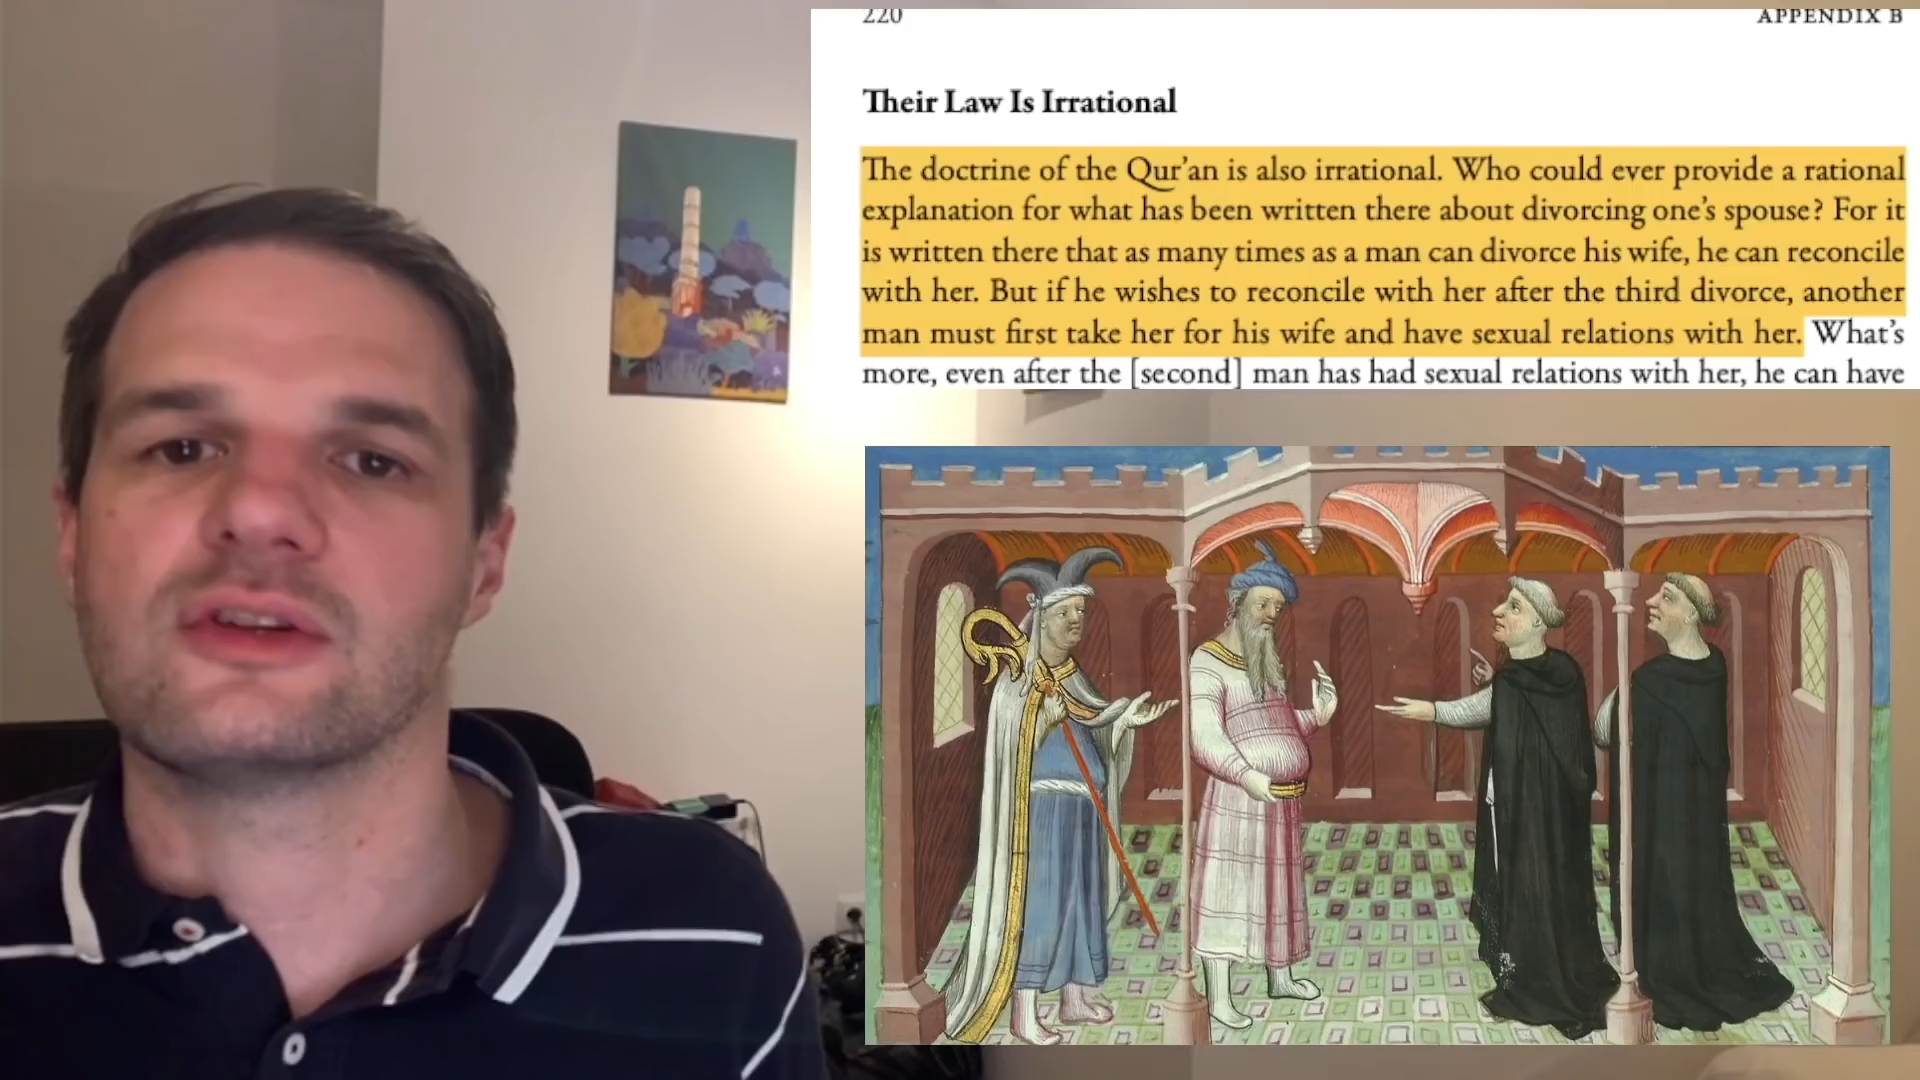 220 APPENDIX B
Their Law Is Irrational
The doctrine of the Qur'an is also irrational. Who could ever provide a rational
explanation for what has been written there about divorcing one's spouse? For it
is written there that as many times as a man can divorce his wife, he can reconcile
with her. But if he wishes to reconcile with her after the third divorce, another
man must first take her for his wife and have sexual relations with her. What's
more, even after the [second] man has had sexual relations with her, he can have